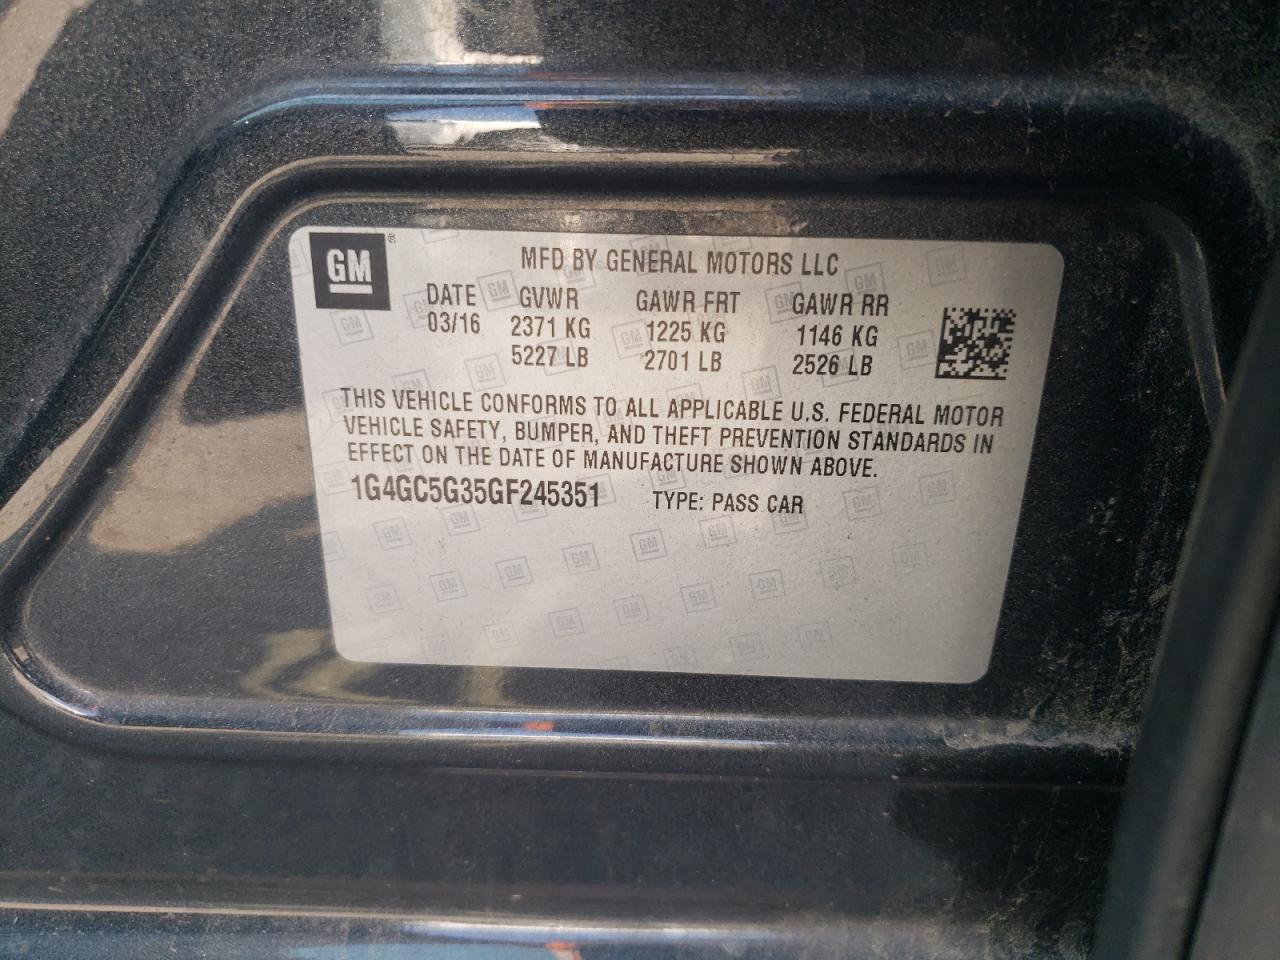 GM ®
MFD BY GENERAL MOTORS LLC
DATE GVWR GAWR FRT GAWR RR
03/16 2371 KG 1225 KG 1146 KG
5227 LB 2701 LB 2526 LB
THIS VEHICLE CONFORMS TO ALL APPLICABLE U.S. FEDERAL MOTOR
VEHICLE SAFETY, BUMPER, AND THEFT PREVENTION STANDARDS IN
EFFECT ON THE DATE OF MANUFACTURE SHOWN ABOVE.
1G4GC5G35GF245351 TYPE: PASS CAR